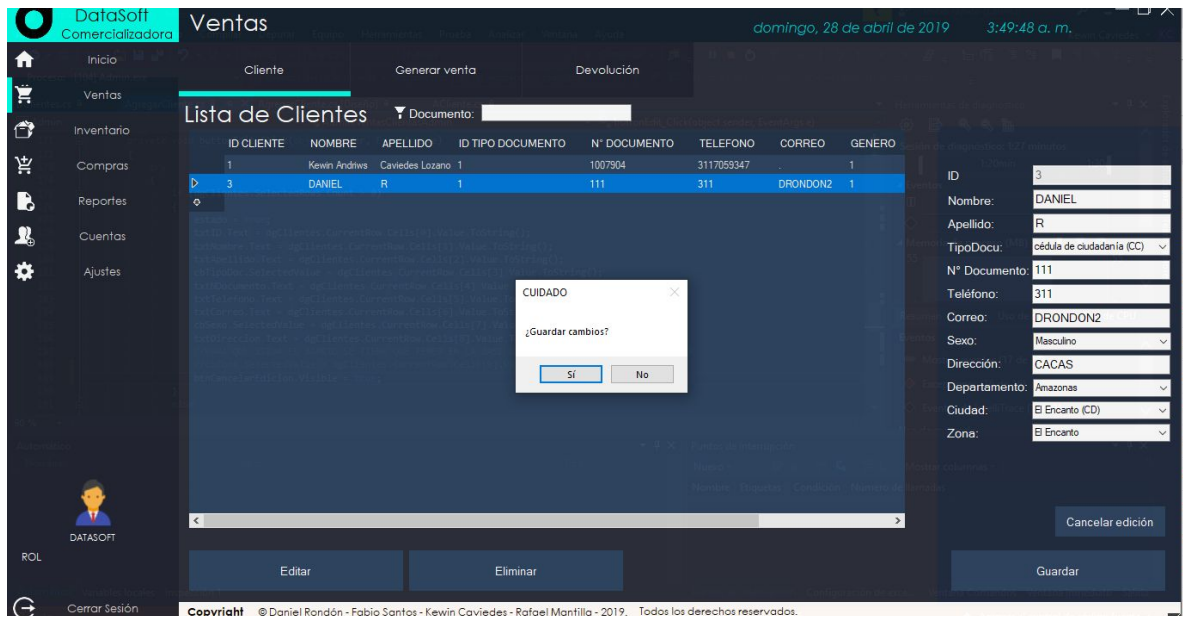 DataSoft
Comercializadora
Ventas
domingo, 28 de abril de 2019
3:49:48 a. m.
Inicio
Ventas
Inventario
Compras
Reportes
Cuentas
Ajustes
DATASOFT
ROL
Cerrar Sesión
Cliente
Generar venta
Devolución
Lista de Clientes
Documento:
ID CLIENTE NOMBRE APELLIDO ID TIPO DOCUMENTO N° DOCUMENTO TELEFONO CORREO GENERO
1 Kewin Andriws Caviedes Lozano 1 1007904 3117059347 . 1
3 DANIEL R 1 111 311 DRONDON2 1
CUIDADO
¿Guardar cambios?
Sí
No
ID 3
Nombre: DANIEL
Apellido: R
TipoDocu: cédula de ciudadanía (CC)
N° Documento: 111
Teléfono: 311
Correo: DRONDON2
Sexo: Masculino
Dirección: CACAS
Departamento: Amazonas
Ciudad: El Encanto (CD)
Zona: El Encanto
Cancelar edición
Editar
Eliminar
Guardar
Copyright © Daniel Rondón - Fabio Santos - Kewin Caviedes - Rafael Mantilla - 2019. Todos los derechos reservados.